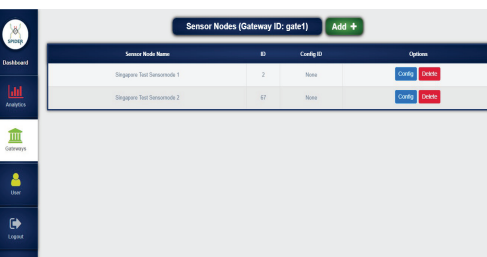 SPIDER
Dashboard
Analytics
Gateways
User
Logout
Sensor Nodes (Gateway ID: gate1)
Add +
Sensor Node Name ID Config ID Options
Singapore Test Sensornode 1 2 None Config Delete
Singapore Test Sensornode 2 67 None Config Delete